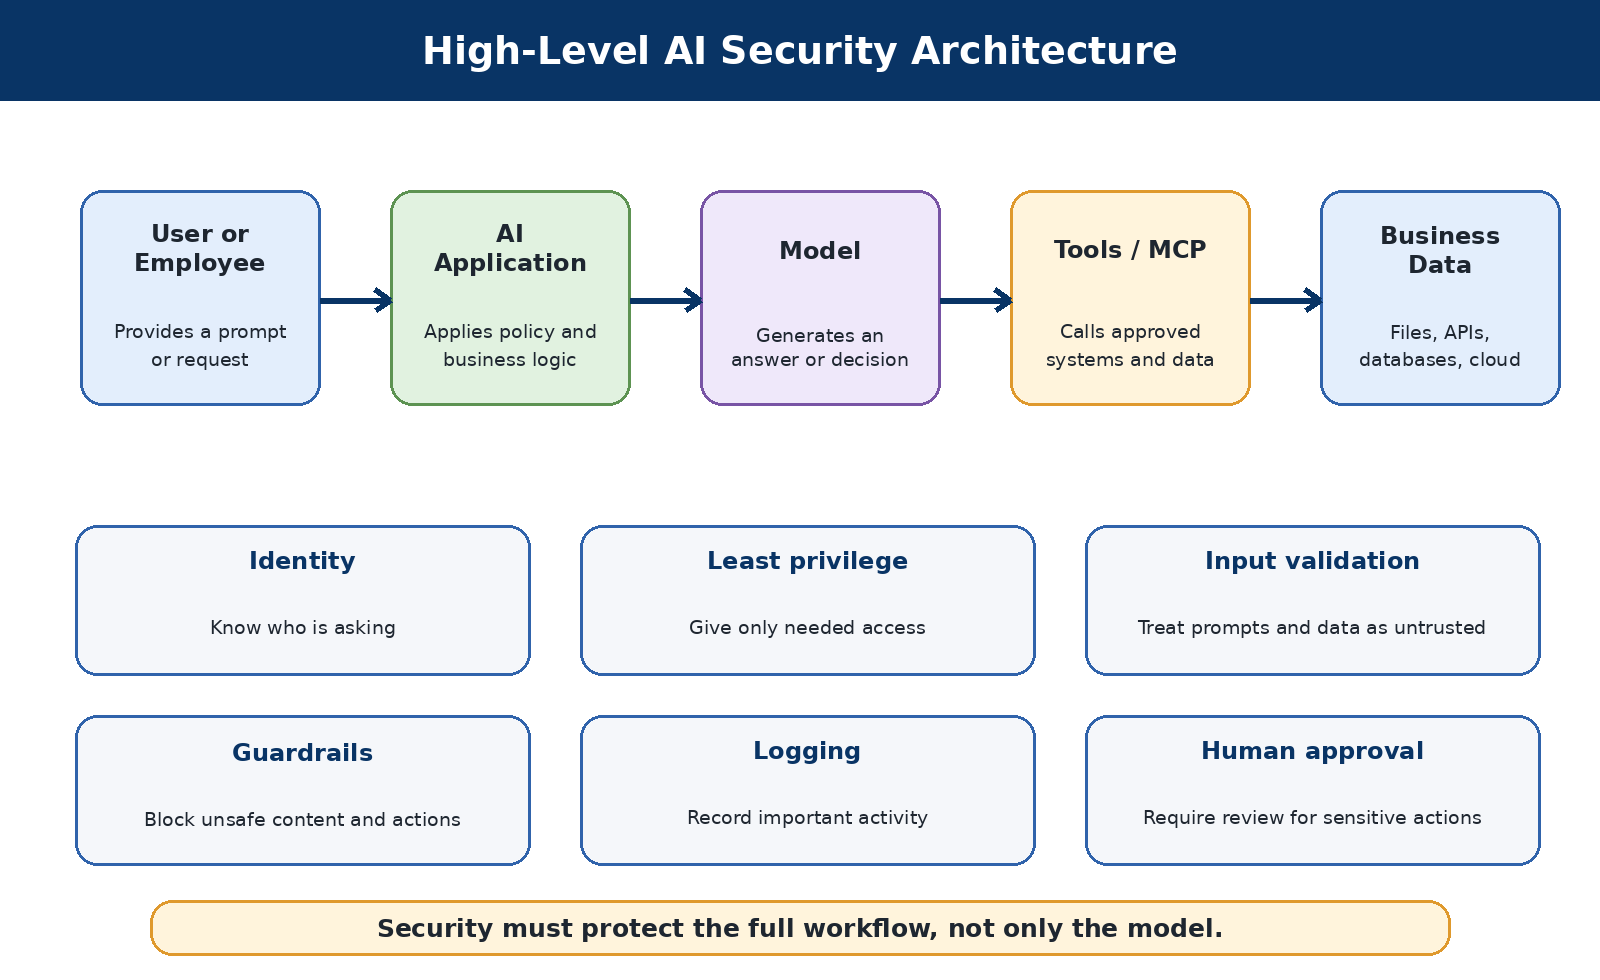 High-Level AI Security Architecture
User or
Employee
Provides a prompt
or request
AI
Application
Applies policy and
business logic
Model
Generates an
answer or decision
Tools / MCP
Calls approved
systems and data
Business
Data
Files, APIs,
databases, cloud
Identity
Know who is asking
Least privilege
Give only needed access
Input validation
Treat prompts and data as untrusted
Guardrails
Block unsafe content and actions
Logging
Record important activity
Human approval
Require review for sensitive actions
Security must protect the full workflow, not only the model.